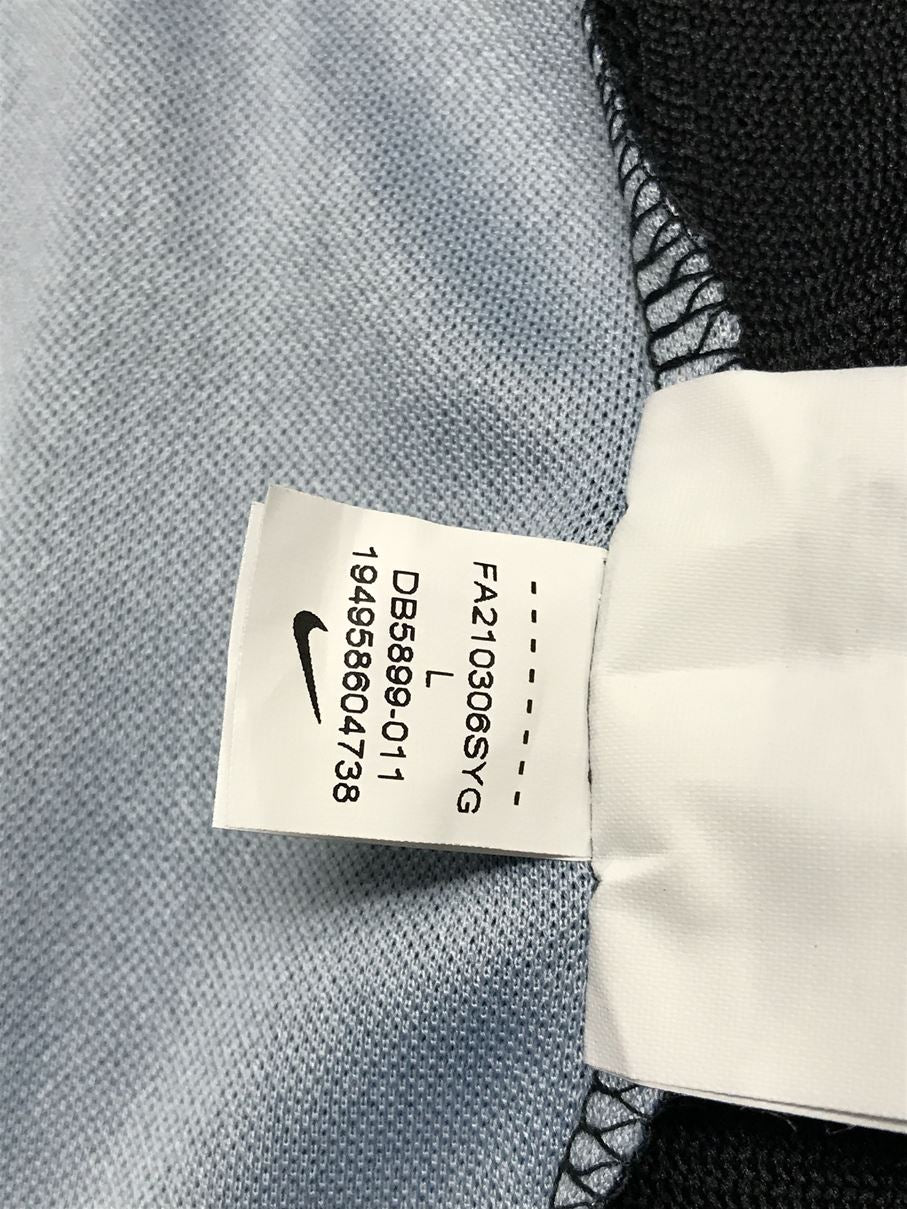 - - - - - - - -
FA210306SYG
L
DB5899-011
194958604738